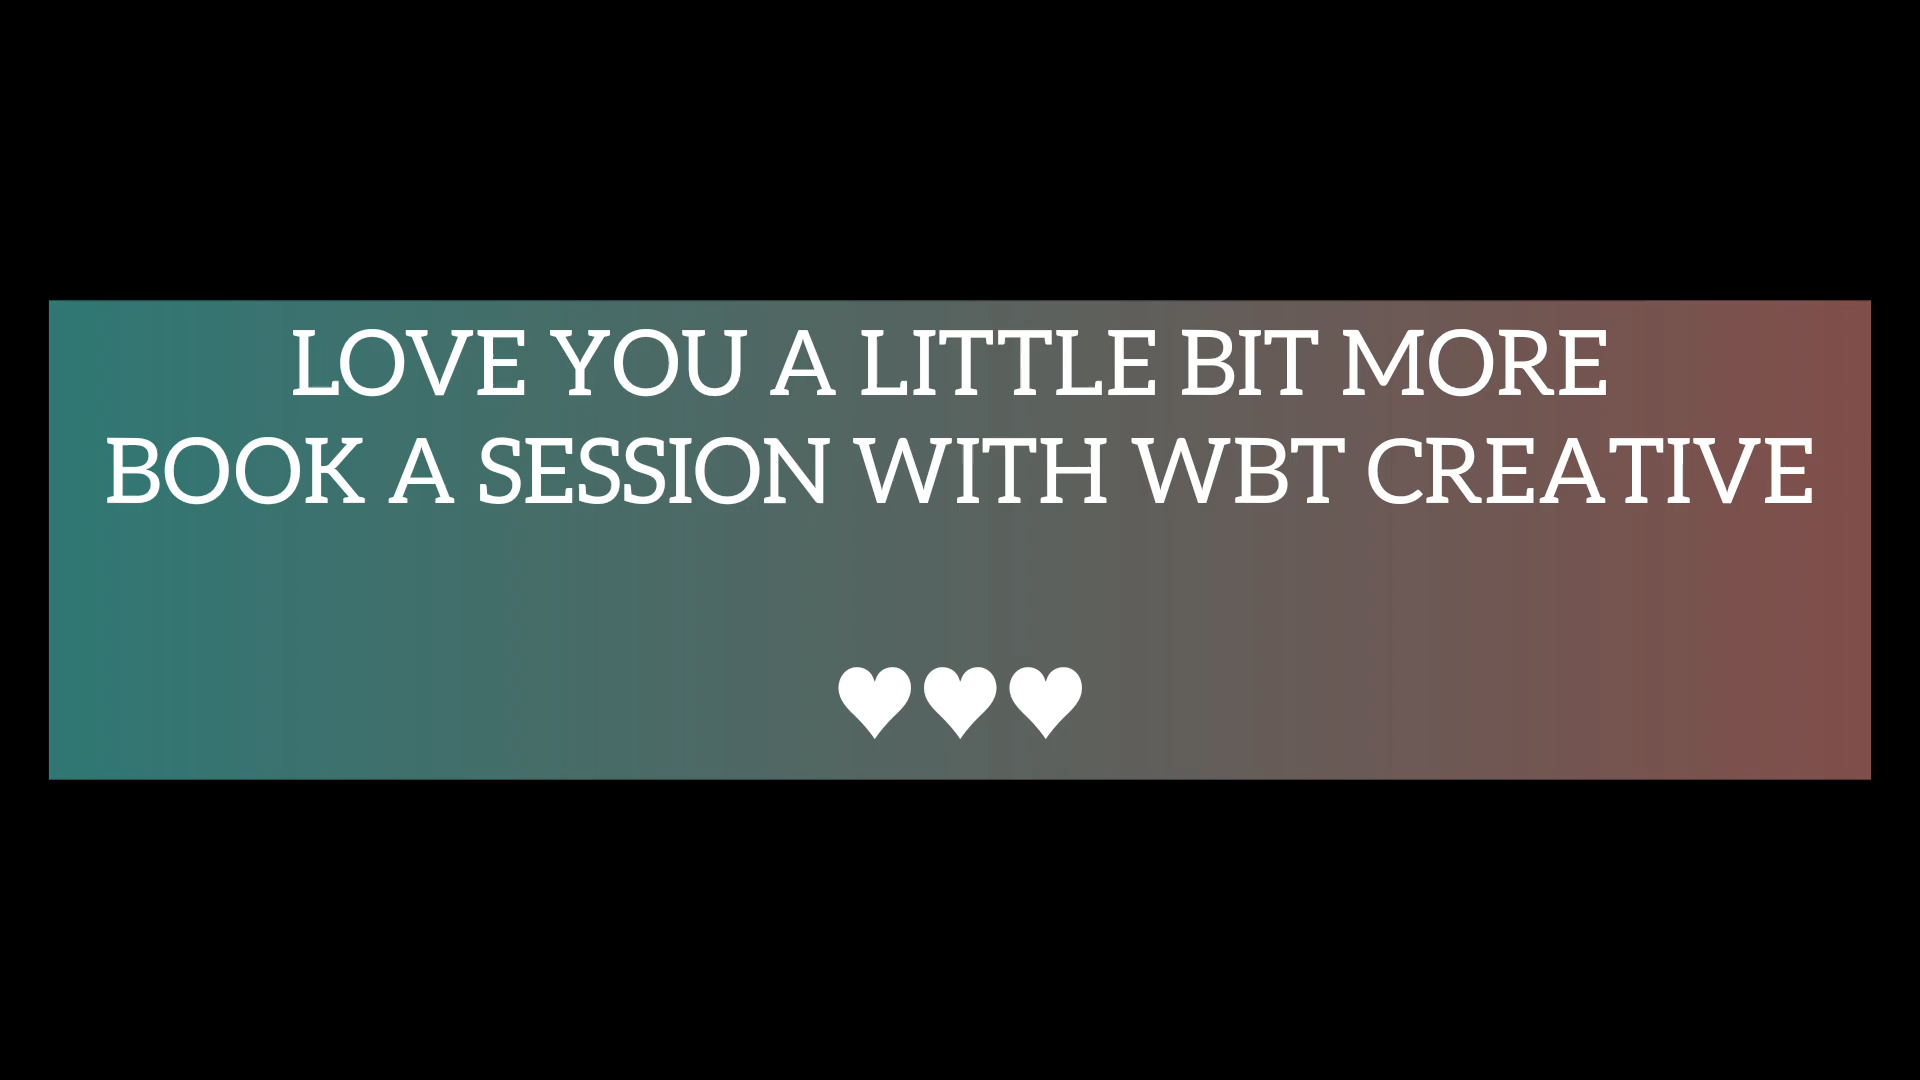 LOVE YOU A LITTLE BIT MORE
BOOK A SESSION WITH WBT CREATIVE
♥♥♥